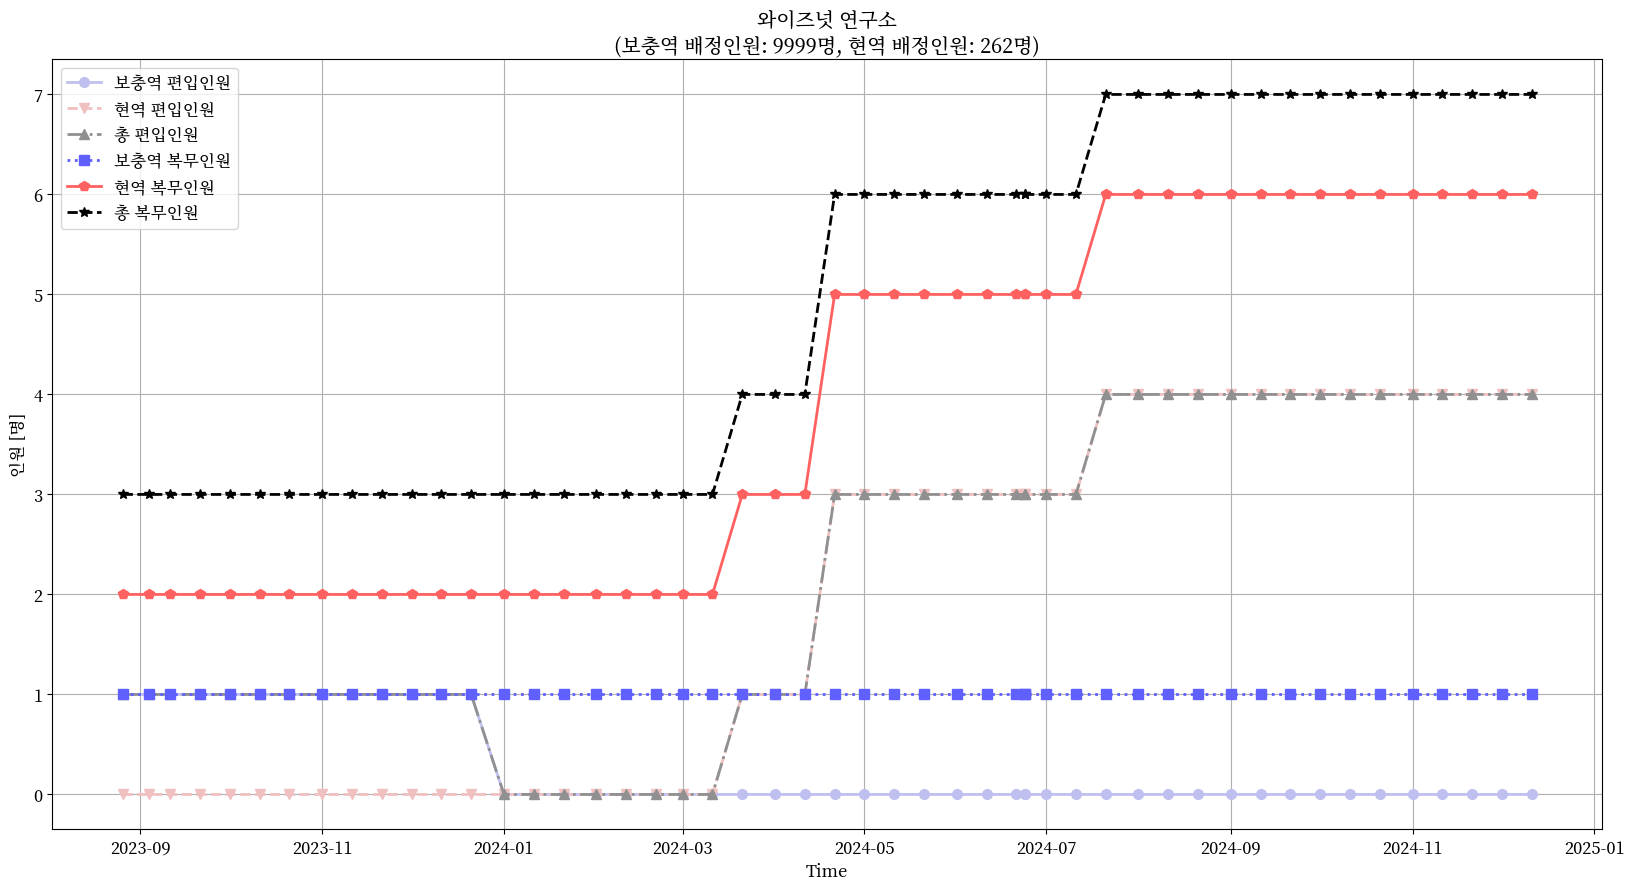 와이즈넛 연구소
(보충역 배정인원: 9999명, 현역 배정인원: 262명)
보충역 편입인원
현역 편입인원
총 편입인원
보충역 복무인원
현역 복무인원
총 복무인원
인원 [명]
7
6
5
4
3
2
1
0
2023-09
2023-11
2024-01
2024-03
2024-05
2024-07
2024-09
2024-11
2025-01
Time